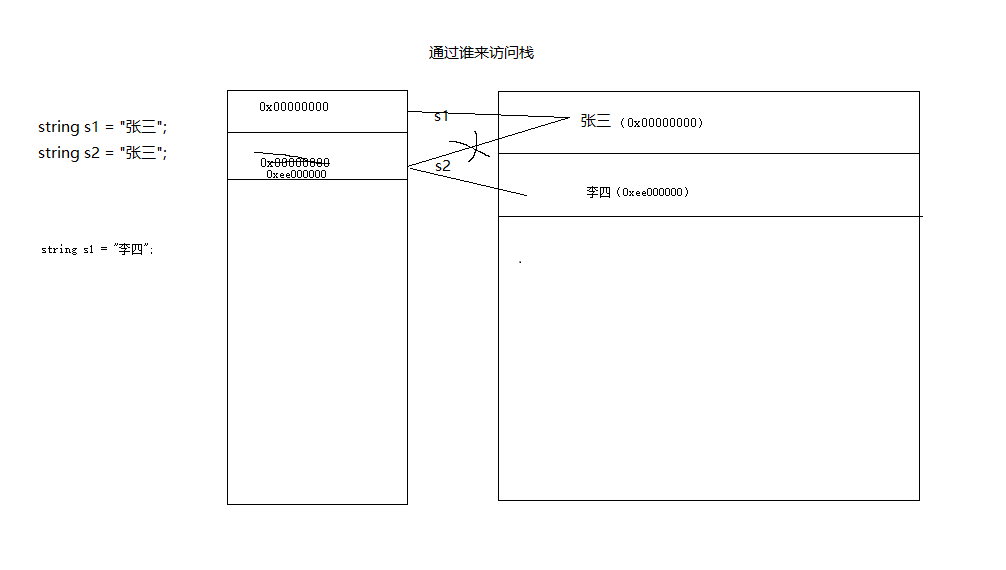 通过谁来访问栈
string s1 = "张三";
string s2 = "张三";
string s1 = "李四";
0x00000000
0x00000000
0xee000000
s1
s2
张三（0x00000000）
李四（0xee000000）